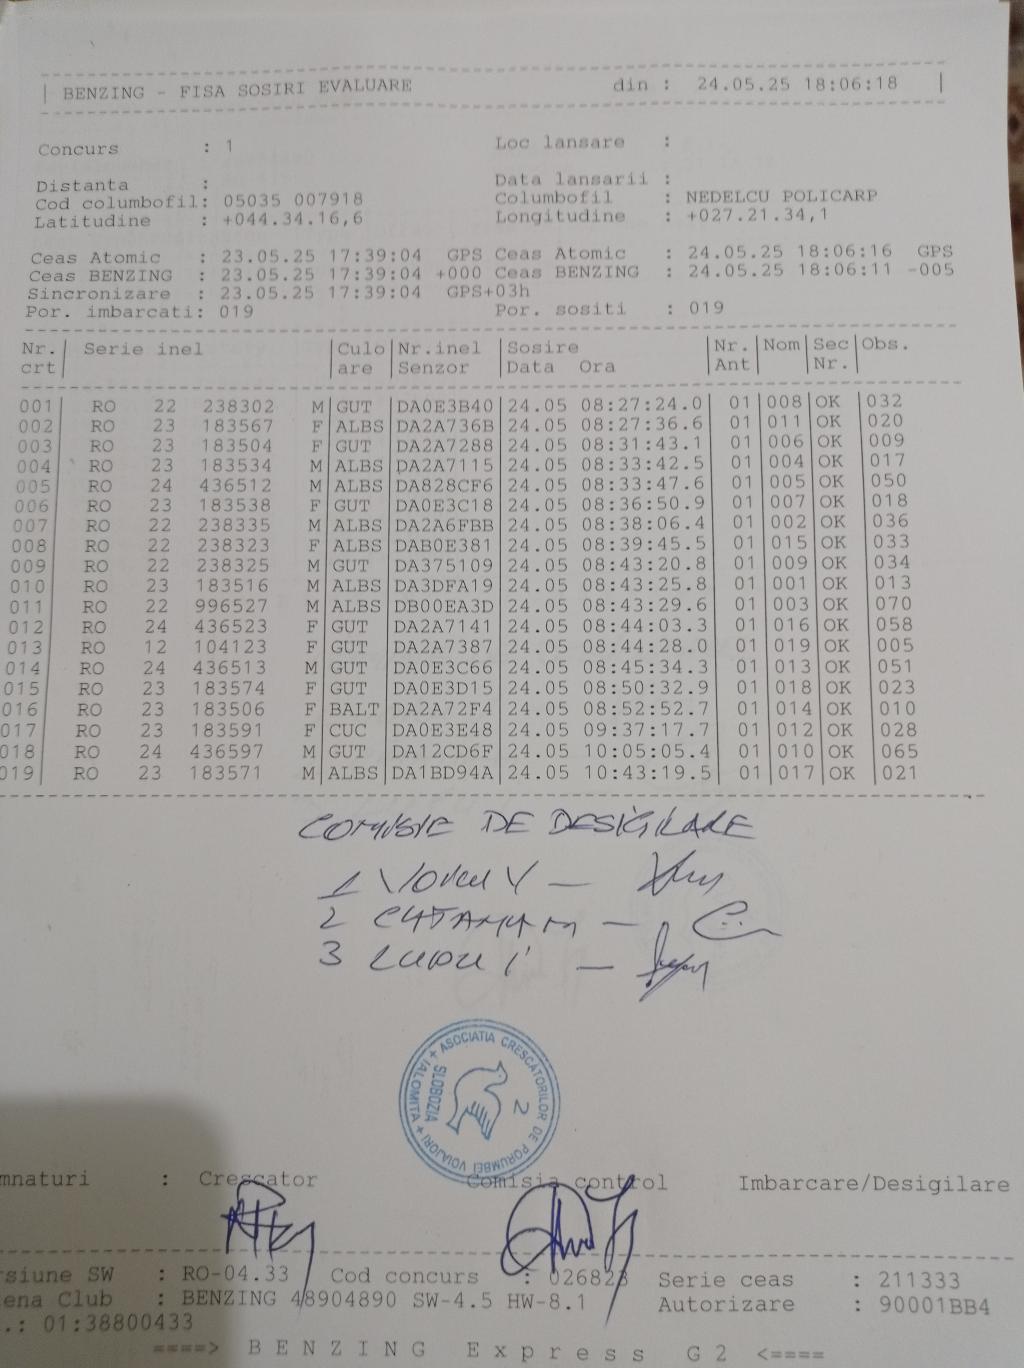 | BENZING - FISA SOSIRI EVALUARE din : 24.05.25 18:06:18 |
Concurs : 1 Loc lansare :
Distanta : Data lansarii :
Cod columbofil: 05035 007918 Columbofil : NEDELCU POLICARP
Latitudine : +044.34.16,6 Longitudine : +027.21.34,1
Ceas Atomic : 23.05.25 17:39:04 GPS Ceas Atomic : 24.05.25 18:06:16 GPS
Ceas BENZING : 23.05.25 17:39:04 +000 Ceas BENZING : 24.05.25 18:06:11 -005
Sincronizare : 23.05.25 17:39:04 GPS+03h
Por. imbarcati: 019 Por. sositi : 019
Nr.| Serie inel |Culo|Nr.inel |Sosire |Nr.|Nom|Sec|Obs.
crt| |are |Senzor |Data Ora |Ant| |Nr.|
001| RO 22 238302 M|GUT |DA0E3B40|24.05 08:27:24.0| 01|008|OK |032
002| RO 23 183567 F|ALBS|DA2A736B|24.05 08:27:36.6| 01|011|OK |020
003| RO 23 183504 F|GUT |DA2A7288|24.05 08:31:43.1| 01|006|OK |009
004| RO 23 183534 M|ALBS|DA2A7115|24.05 08:33:42.5| 01|004|OK |017
005| RO 24 436512 M|ALBS|DA828CF6|24.05 08:33:47.6| 01|005|OK |050
006| RO 23 183538 F|GUT |DA0E3C18|24.05 08:36:50.9| 01|007|OK |018
007| RO 22 238335 M|ALBS|DA2A6FBB|24.05 08:38:06.4| 01|002|OK |036
008| RO 22 238323 F|ALBS|DAB0E381|24.05 08:39:45.5| 01|015|OK |033
009| RO 22 238325 M|GUT |DA375109|24.05 08:43:20.8| 01|009|OK |034
010| RO 23 183516 M|ALBS|DA3DFA19|24.05 08:43:25.8| 01|001|OK |013
011| RO 22 996527 M|ALBS|DB00EA3D|24.05 08:43:29.6| 01|003|OK |070
012| RO 24 436523 F|GUT |DA2A7141|24.05 08:44:03.3| 01|016|OK |058
013| RO 12 104123 F|GUT |DA2A7387|24.05 08:44:28.0| 01|019|OK |005
014| RO 24 436513 M|GUT |DA0E3C66|24.05 08:45:34.3| 01|013|OK |051
015| RO 23 183574 F|GUT |DA0E3D15|24.05 08:50:32.9| 01|018|OK |023
016| RO 23 183506 F|BALT|DA2A72F4|24.05 08:52:52.7| 01|014|OK |010
017| RO 23 183591 F|CUC |DA0E3E48|24.05 09:37:17.7| 01|012|OK |028
018| RO 24 436597 M|GUT |DA12CD6F|24.05 10:05:05.4| 01|010|OK |065
019| RO 23 183571 M|ALBS|DA1BD94A|24.05 10:43:19.5| 01|017|OK |021
COMISIE DE DESIGILARE
1
2
3
ASOCIATIA CRESCATORILOR DE PORUMBEI VOIAJORI + IALOMITA +
SLOBOZIA
2
mnaturi : Crescator Comisia control Imbarcare/Desigilare
rsiune SW : RO-04.33 Cod concurs : 026823 Serie ceas : 211333
ena Club : BENZING 48904890 SW-4.5 HW-8.1 Autorizare : 90001BB4
.: 01:38800433
====> BENZING Express G2 <====